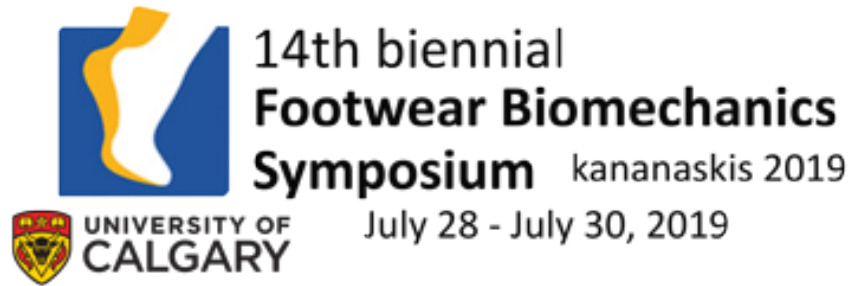 14th biennial
Footwear Biomechanics
Symposium kananaskis 2019
July 28 - July 30, 2019
UNIVERSITY OF
CALGARY